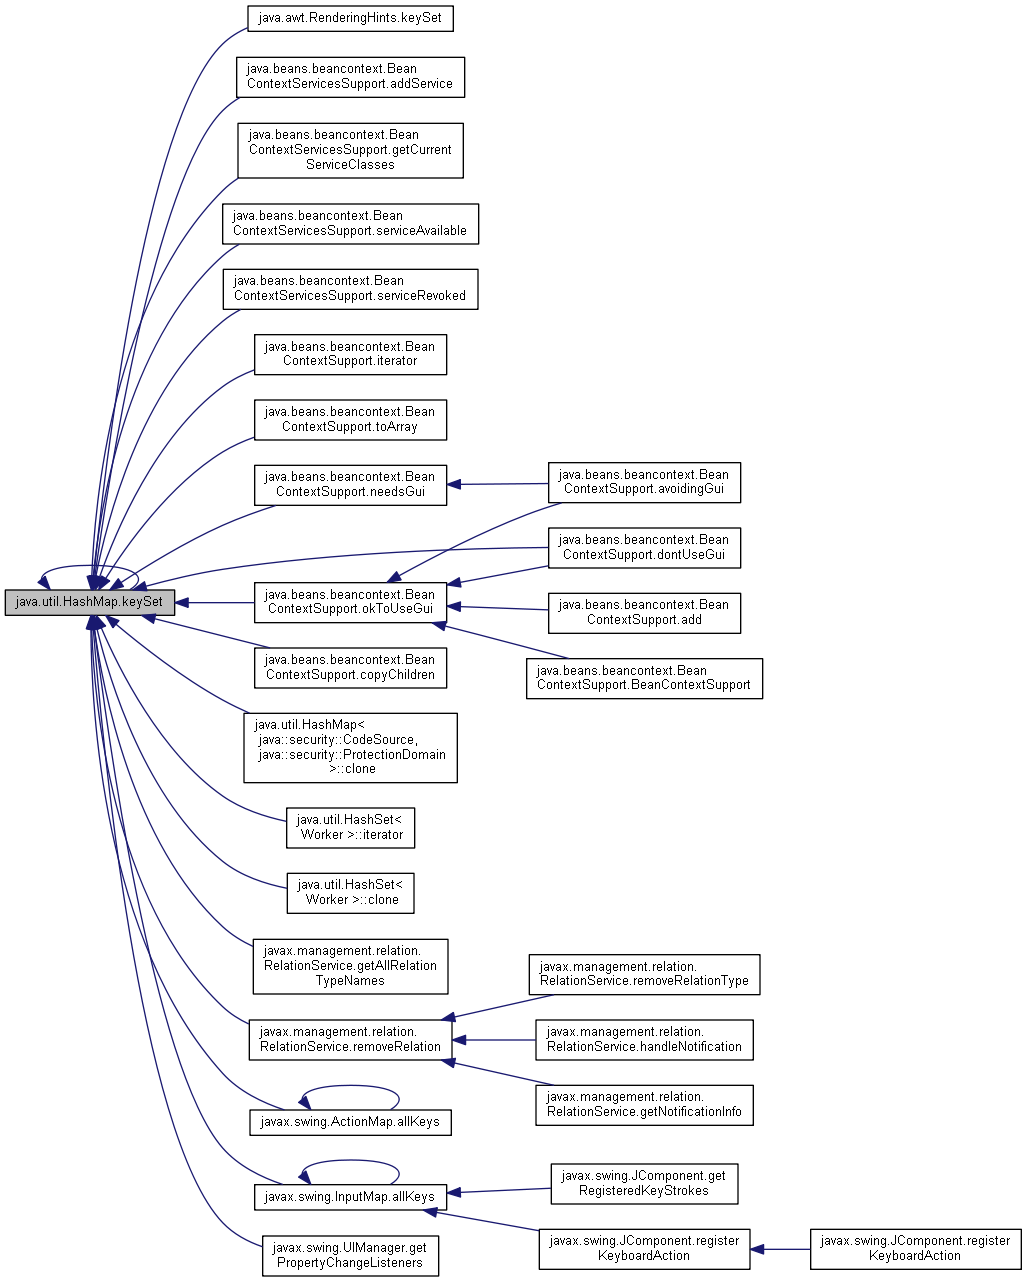 java.awt.RenderingHints.keySet
java.beans.beancontext.Bean
ContextServicesSupport.addService
java.beans.beancontext.Bean
ContextServicesSupport.getCurrent
ServiceClasses
java.beans.beancontext.Bean
ContextServicesSupport.serviceAvailable
java.beans.beancontext.Bean
ContextServicesSupport.serviceRevoked
java.beans.beancontext.Bean
ContextSupport.iterator
java.beans.beancontext.Bean
ContextSupport.toArray
java.beans.beancontext.Bean
ContextSupport.needsGui
java.beans.beancontext.Bean
ContextSupport.avoidingGui
java.beans.beancontext.Bean
ContextSupport.dontUseGui
java.util.HashMap.keySet
java.beans.beancontext.Bean
ContextSupport.okToUseGui
java.beans.beancontext.Bean
ContextSupport.add
java.beans.beancontext.Bean
ContextSupport.copyChildren
java.beans.beancontext.Bean
ContextSupport.BeanContextSupport
java.util.HashMap<
java::security::CodeSource,
java::security::ProtectionDomain
>::clone
java.util.HashSet<
Worker >::iterator
java.util.HashSet<
Worker >::clone
javax.management.relation.
RelationService.getAllRelation
TypeNames
javax.management.relation.
RelationService.removeRelationType
javax.management.relation.
RelationService.removeRelation
javax.management.relation.
RelationService.handleNotification
javax.management.relation.
RelationService.getNotificationInfo
javax.swing.ActionMap.allKeys
javax.swing.InputMap.allKeys
javax.swing.JComponent.get
RegisteredKeyStrokes
javax.swing.UIManager.get
PropertyChangeListeners
javax.swing.JComponent.register
KeyboardAction
javax.swing.JComponent.register
KeyboardAction